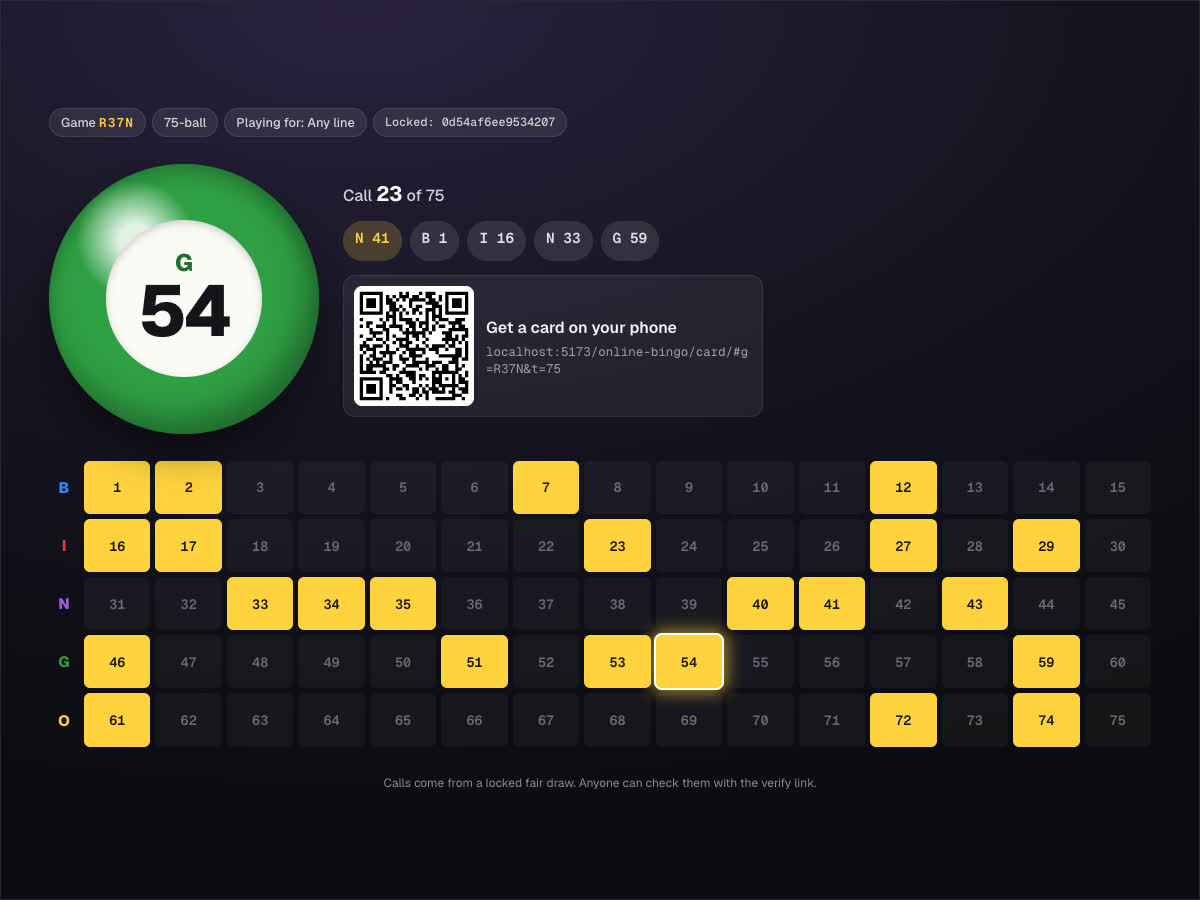 Game R37N 75-ball Playing for: Any line Locked: 0d54af6ee9534207
G
54
Call 23 of 75
N 41 B 1 I 16 N 33 G 59
Get a card on your phone
localhost:5173/online-bingo/card/#g
=R37N&t=75
B 1 2 3 4 5 6 7 8 9 10 11 12 13 14 15
I 16 17 18 19 20 21 22 23 24 25 26 27 28 29 30
N 31 32 33 34 35 36 37 38 39 40 41 42 43 44 45
G 46 47 48 49 50 51 52 53 54 55 56 57 58 59 60
O 61 62 63 64 65 66 67 68 69 70 71 72 73 74 75
Calls come from a locked fair draw. Anyone can check them with the verify link.